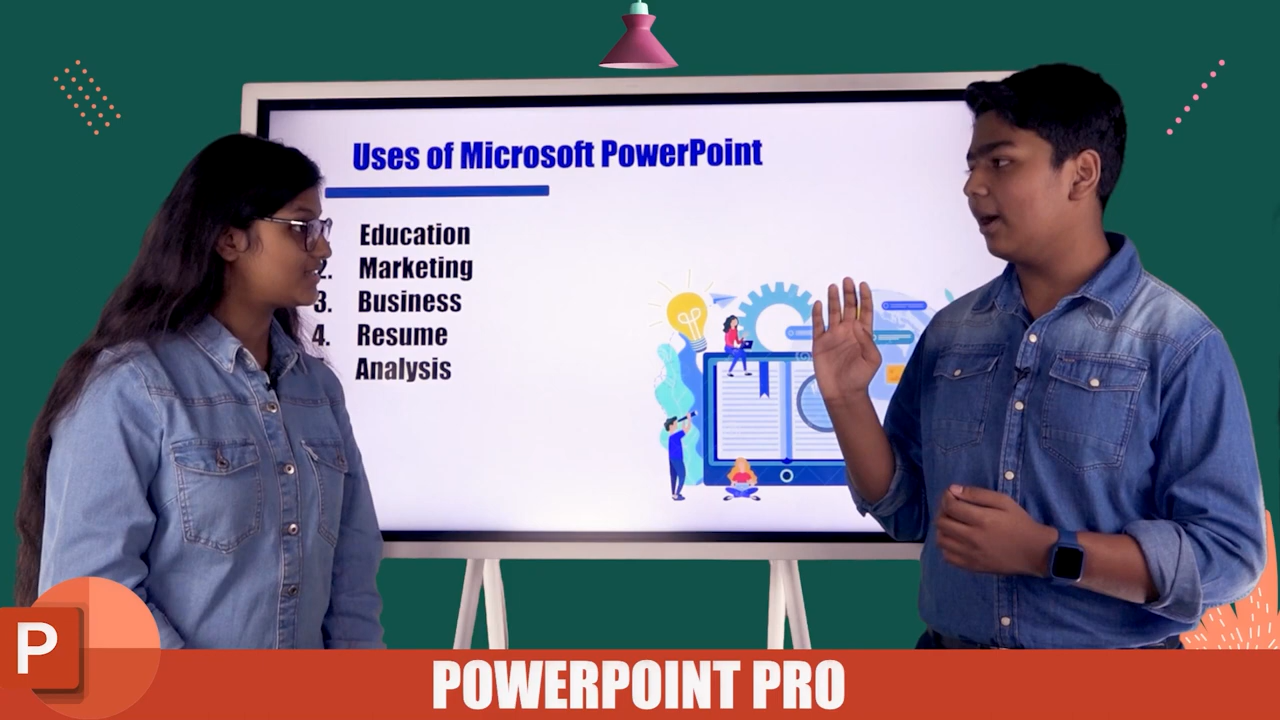 Uses of Microsoft PowerPoint
Education
2. Marketing
3. Business
4. Resume
Analysis
P
POWERPOINT PRO